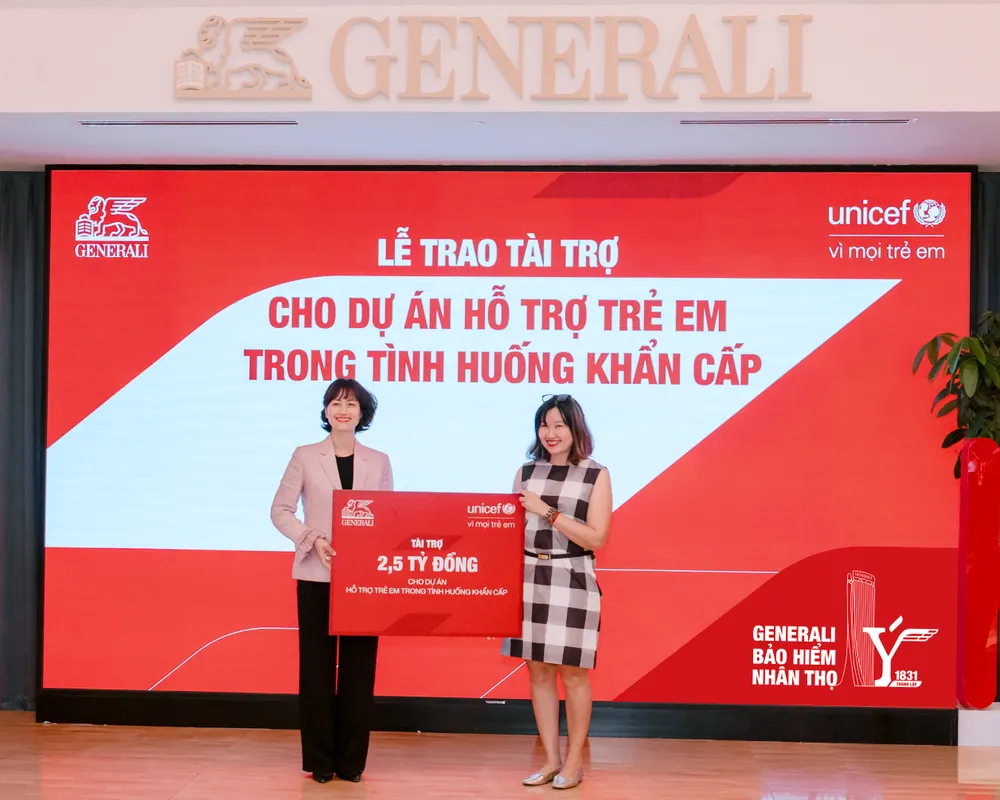 GENERALI
GENERALI
unicef
vì mọi trẻ em
LỄ TRAO TÀI TRỢ
CHO DỰ ÁN HỖ TRỢ TRẺ EM
TRONG TÌNH HUỐNG KHẨN CẤP
GENERALI
unicef
vì mọi trẻ em
TÀI TRỢ
2,5 TỶ ĐỒNG
CHO DỰ ÁN
HỖ TRỢ TRẺ EM TRONG TÌNH HUỐNG KHẨN CẤP
GENERALI
BẢO HIỂM
NHÂN THỌ
Ý
1831
THÀNH LẬP